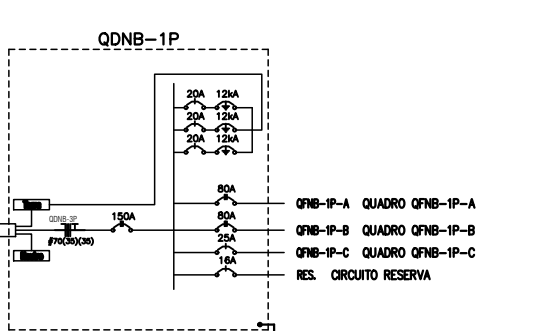 QDNB-1P
20A 12kA
20A 12kA
20A 12kA
80A
QFNB-1P-A QUADRO QFNB-1P-A
QDNB-3P
150A
80A
QFNB-1P-B QUADRO QFNB-1P-B
#70(35)(35)
25A
QFNB-1P-C QUADRO QFNB-1P-C
16A
RES. CIRCUITO RESERVA